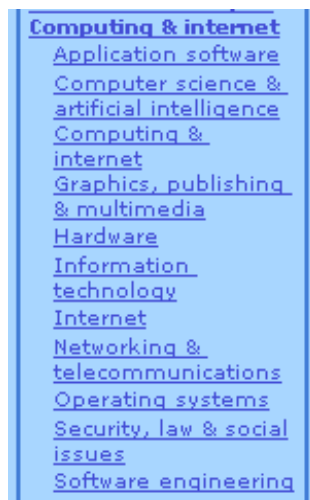 Computing & internet
Application software
Computer science &
artificial intelligence
Computing &
internet
Graphics, publishing
& multimedia
Hardware
Information
technology
Internet
Networking &
telecommunications
Operating systems
Security, law & social
issues
Software engineering